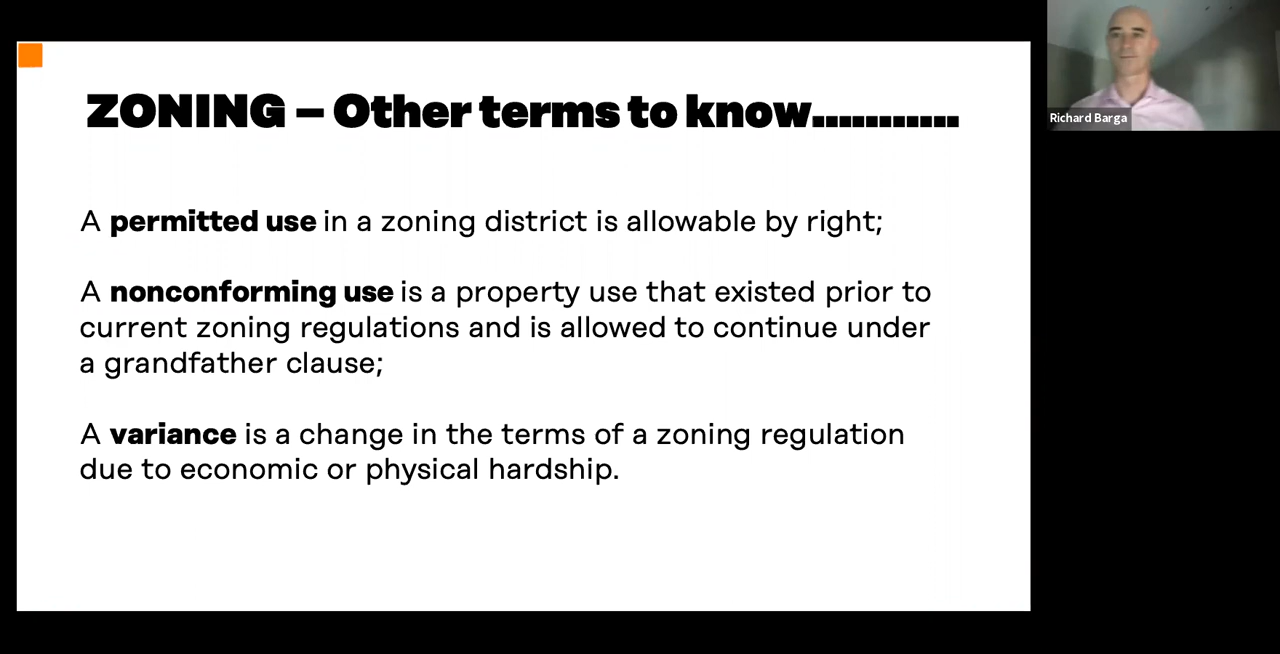 ZONING – Other terms to know...........
Richard Barga
A permitted use in a zoning district is allowable by right;
A nonconforming use is a property use that existed prior to
current zoning regulations and is allowed to continue under
a grandfather clause;
A variance is a change in the terms of a zoning regulation
due to economic or physical hardship.